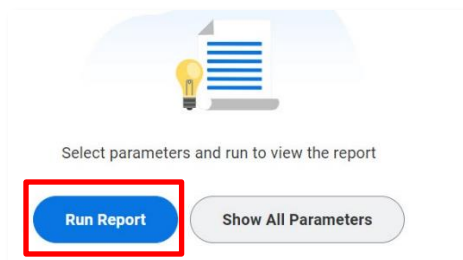 Select parameters and run to view the report
Run Report
Show All Parameters